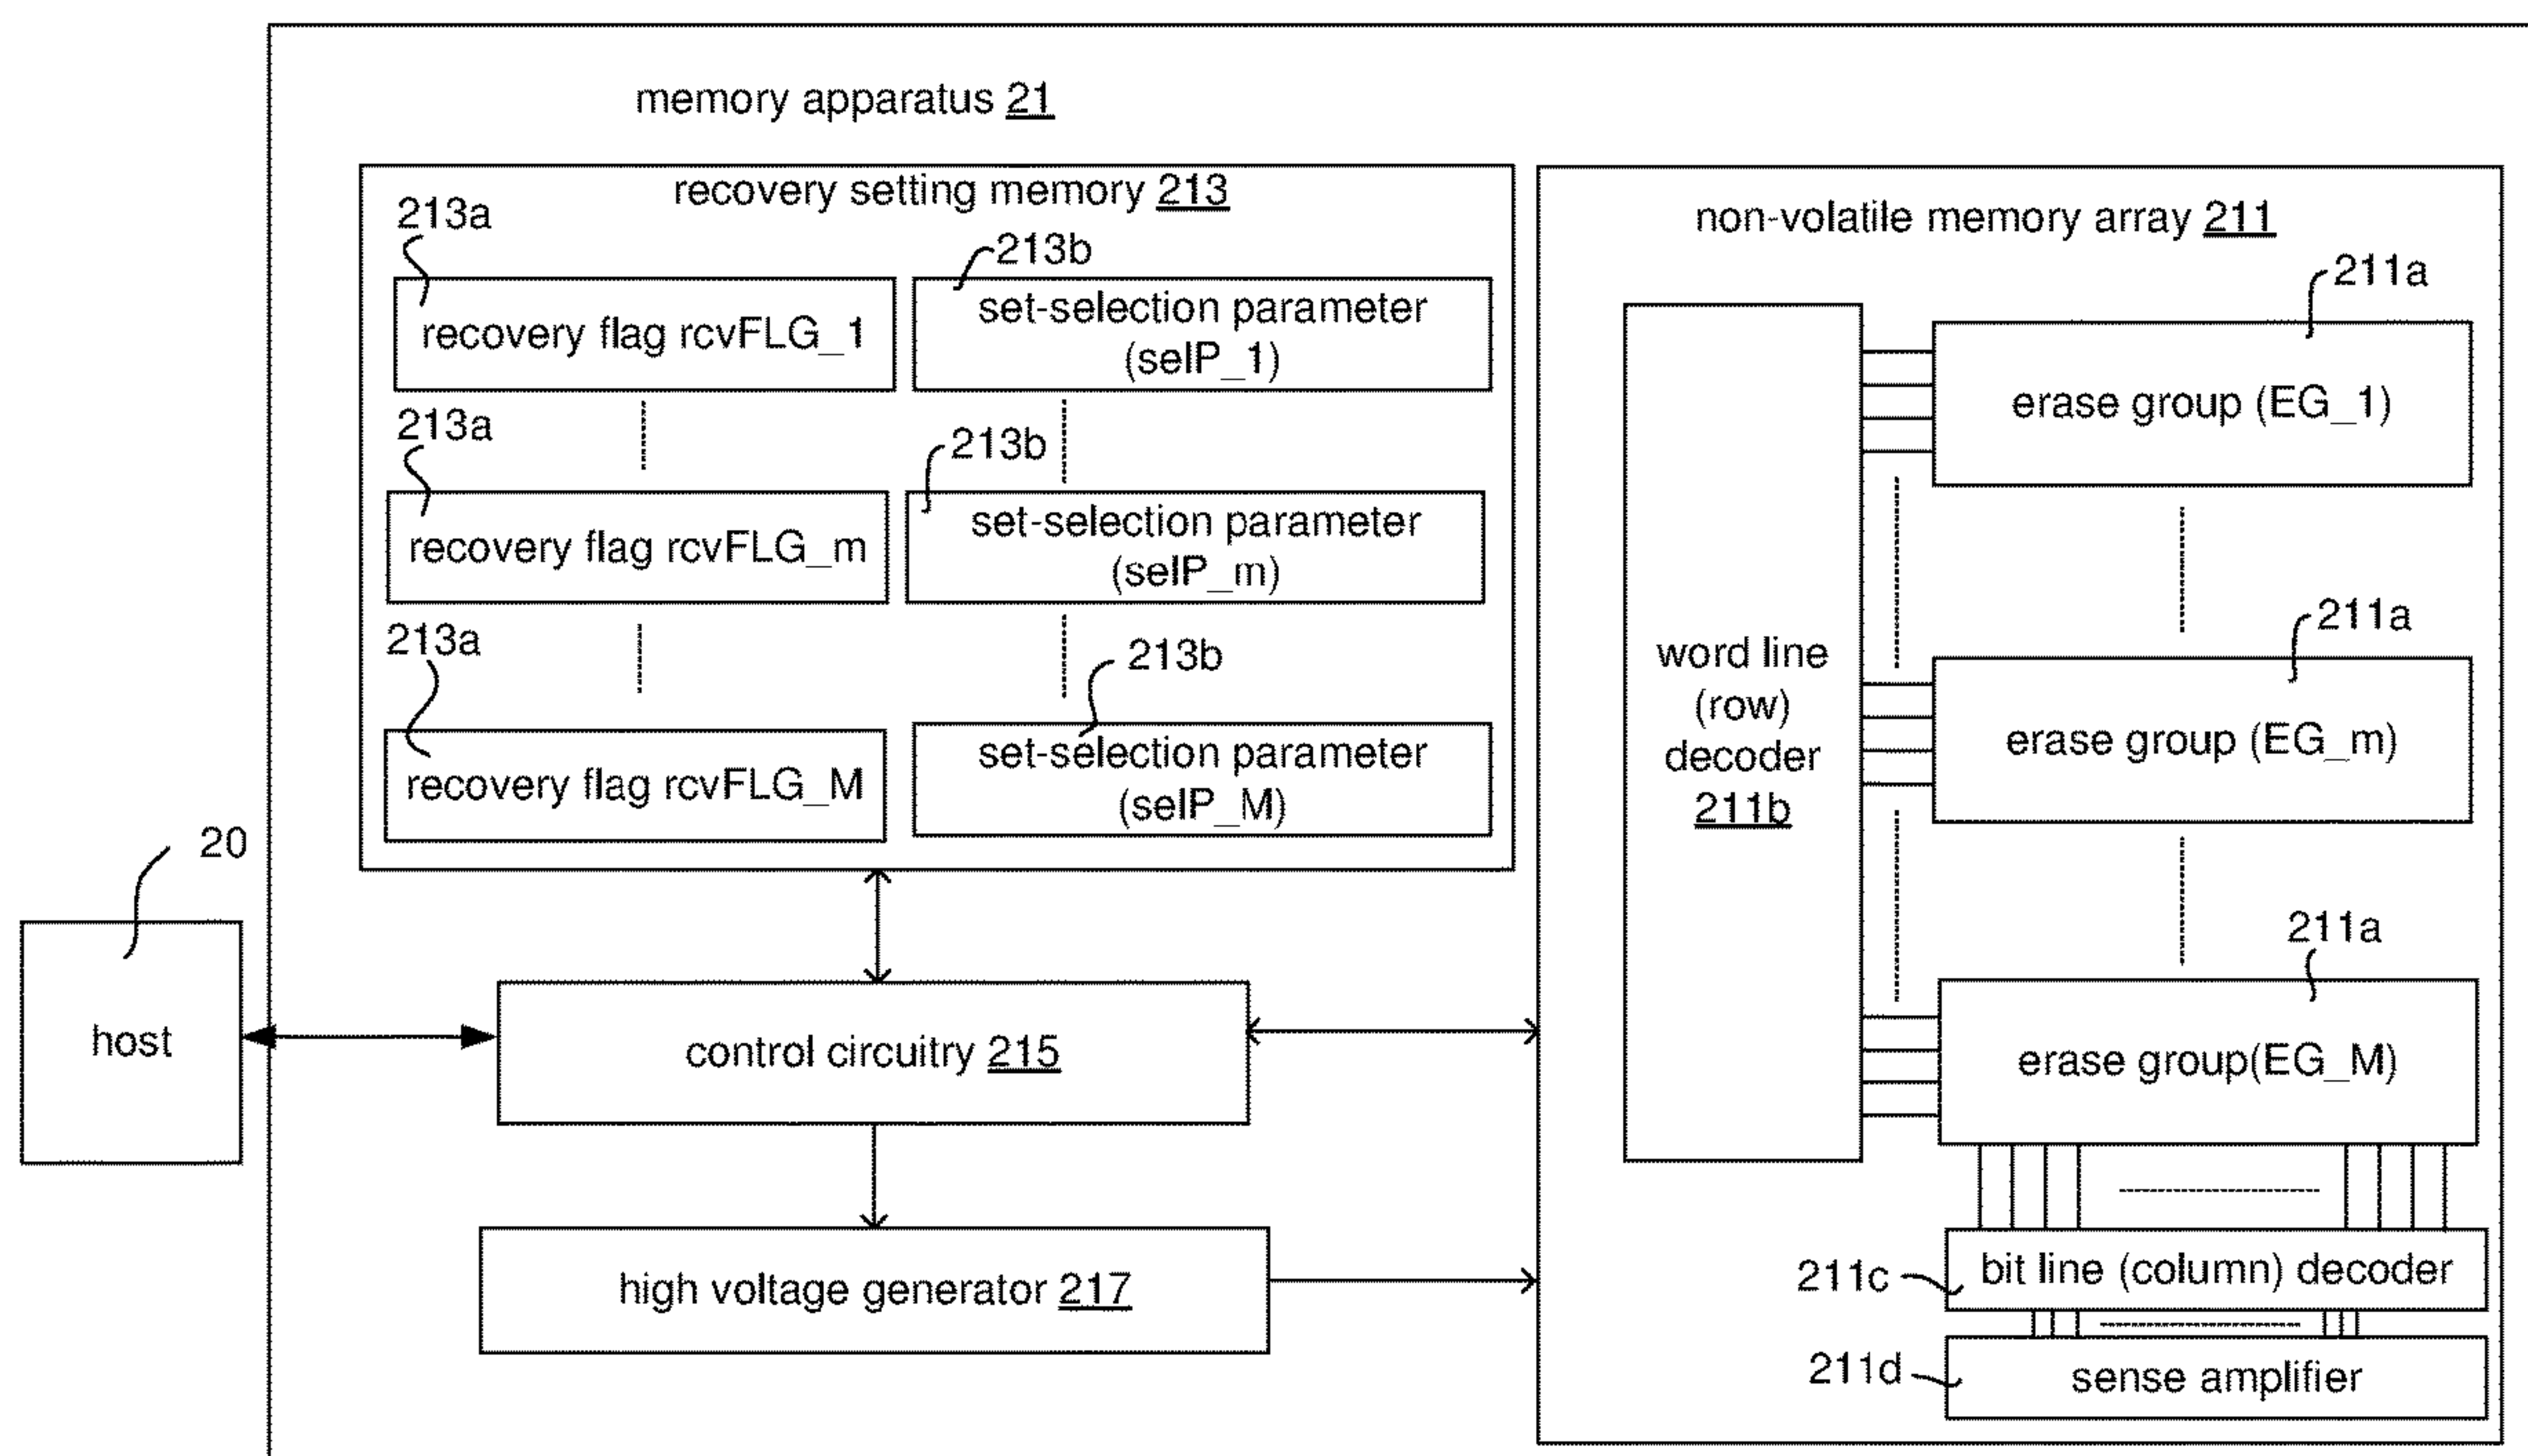 memory apparatus 21
recovery setting memory 213
213a
213b
recovery flag rcvFLG_1
set-selection parameter
(selP_1)
213a
213b
recovery flag rcvFLG_m
set-selection parameter
(selP_m)
213a
213b
recovery flag rcvFLG_M
set-selection parameter
(selP_M)
20
host
control circuitry 215
high voltage generator 217
non-volatile memory array 211
211a
erase group (EG_1)
211a
word line
(row)
decoder
211b
erase group (EG_m)
211a
erase group(EG_M)
211c
bit line (column) decoder
211d
sense amplifier